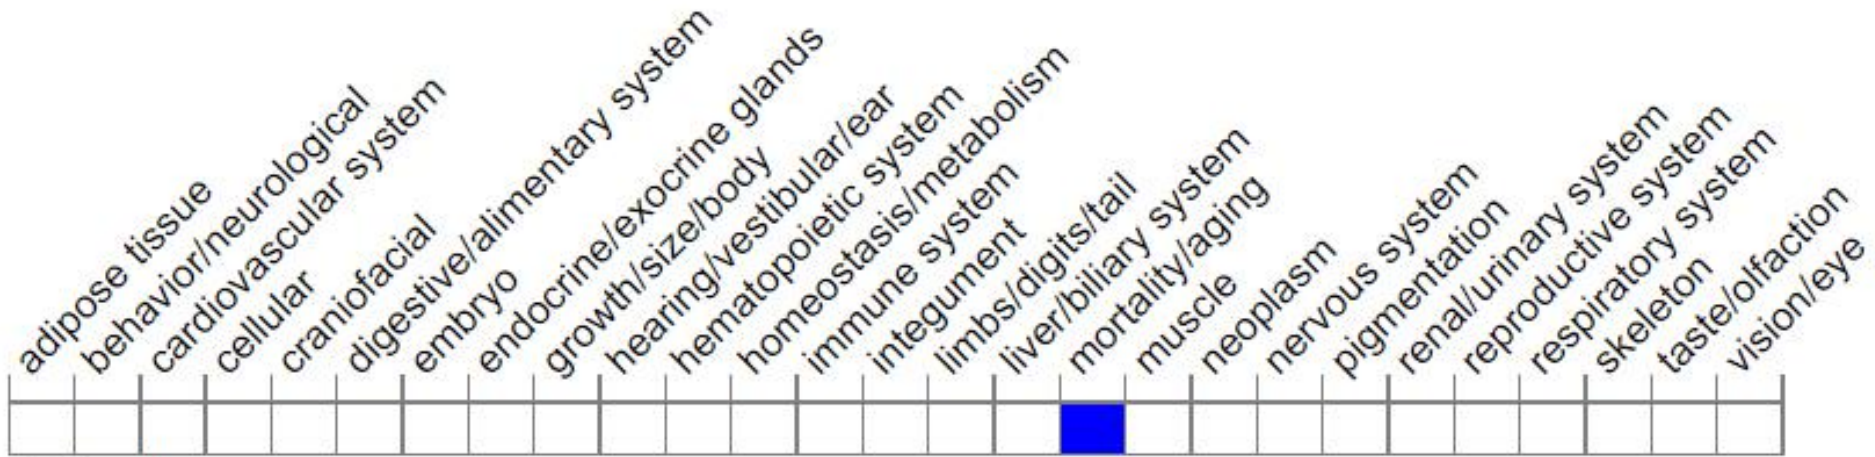 adipose tissue
behavior/neurological
cardiovascular system
cellular
craniofacial
digestive/alimentary system
embryo
endocrine/exocrine glands
growth/size/body
hearing/vestibular/ear
hematopoietic system
homeostasis/metabolism
immune system
integument
limbs/digits/tail
liver/biliary system
mortality/aging
muscle
neoplasm
nervous system
pigmentation
renal/urinary system
reproductive system
respiratory system
skeleton
taste/olfaction
vision/eye